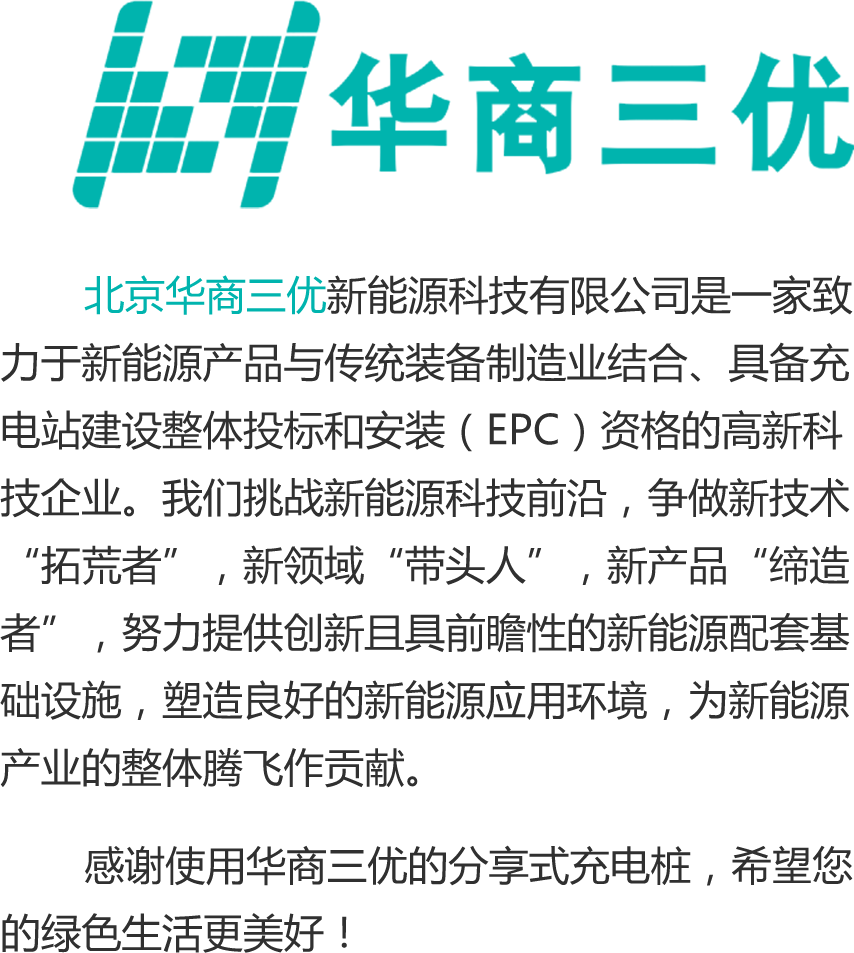 华商三优
北京华商三优新能源科技有限公司是一家致
力于新能源产品与传统装备制造业结合、具备充
电站建设整体投标和安装（EPC）资格的高新科
技企业。我们挑战新能源科技前沿，争做新技术
“拓荒者”，新领域“带头人”，新产品“缔造
者”，努力提供创新且具前瞻性的新能源配套基
础设施，塑造良好的新能源应用环境，为新能源
产业的整体腾飞作贡献。
感谢使用华商三优的分享式充电桩，希望您
的绿色生活更美好！